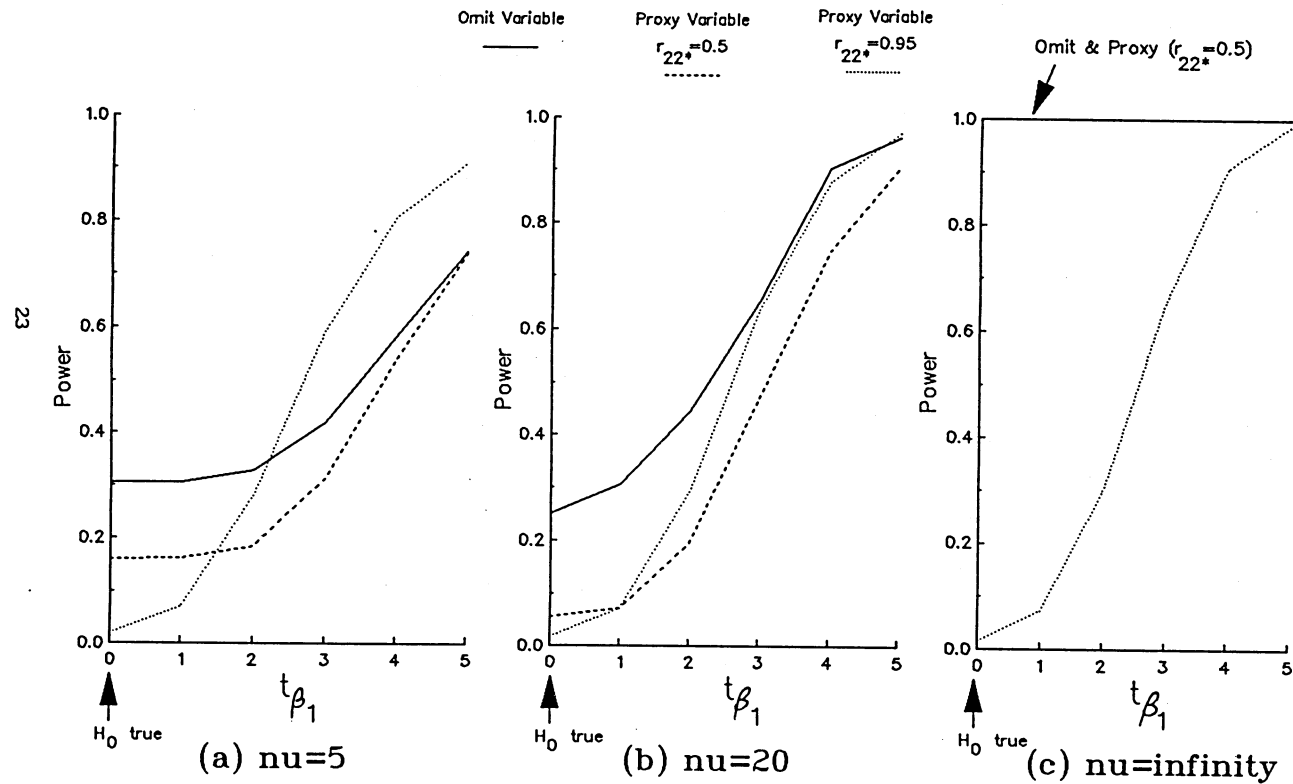 Omit Variable
Proxy Variable
r22*=0.5
Proxy Variable
r22*=0.95
Omit & Proxy (r22*=0.5)
23
Power
1.0
0.8
0.6
0.4
0.2
0.0
0 1 2 3 4 5
tβ1
H0 true
(a) nu=5
Power
1.0
0.8
0.6
0.4
0.2
0.0
0 1 2 3 4 5
tβ1
H0 true
(b) nu=20
Power
1.0
0.8
0.6
0.4
0.2
0.0
0 1 2 3 4 5
tβ1
H0 true
(c) nu=infinity